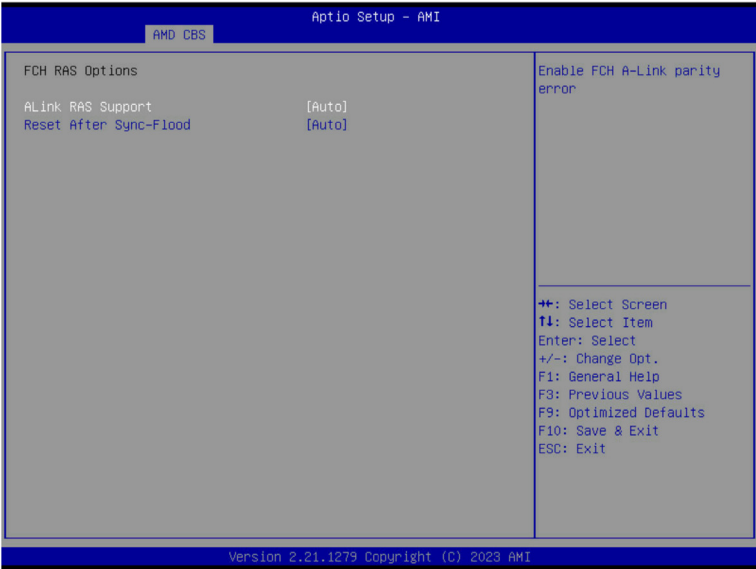 Aptio Setup - AMI
AMD CBS
FCH RAS Options
ALink RAS Support [Auto]
Reset After Sync-Flood [Auto]
Enable FCH A-Link parity
error
→←: Select Screen
↑↓: Select Item
Enter: Select
+/-: Change Opt.
F1: General Help
F3: Previous Values
F9: Optimized Defaults
F10: Save & Exit
ESC: Exit
Version 2.21.1279 Copyright (C) 2023 AMI